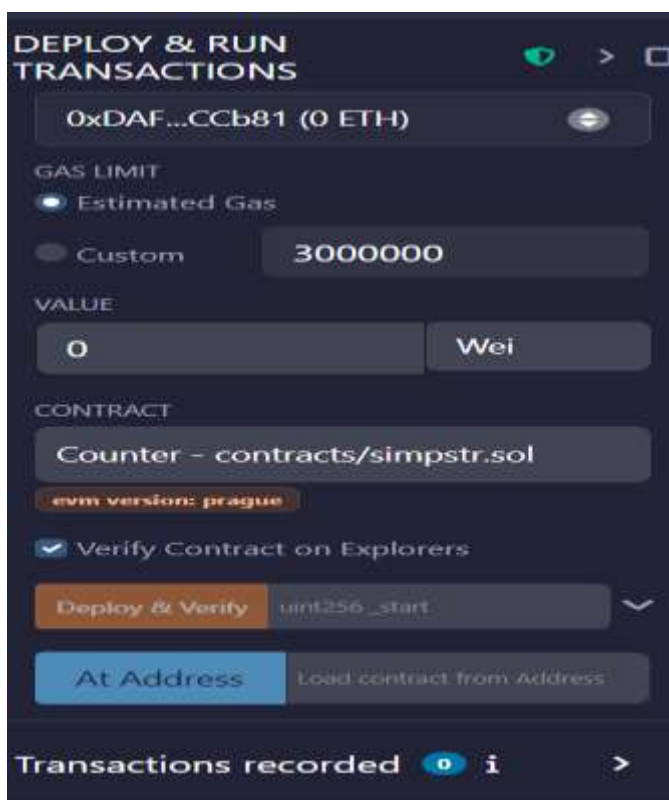 DEPLOY & RUN
TRANSACTIONS
0xDAF...CCb81 (0 ETH)
GAS LIMIT
Estimated Gas
Custom 3000000
VALUE
0 Wei
CONTRACT
Counter - contracts/simpstr.sol
evm version: prague
Verify Contract on Explorers
Deploy & Verify uint256 _start
At Address Load contract from Address
Transactions recorded 0 i